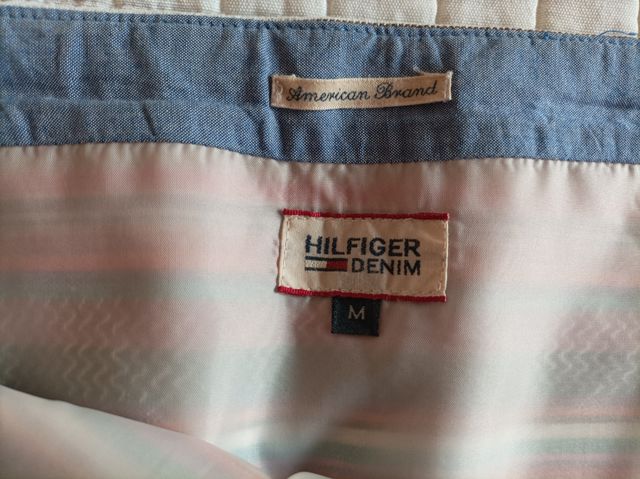 American Brand
HILFIGER
DENIM
M